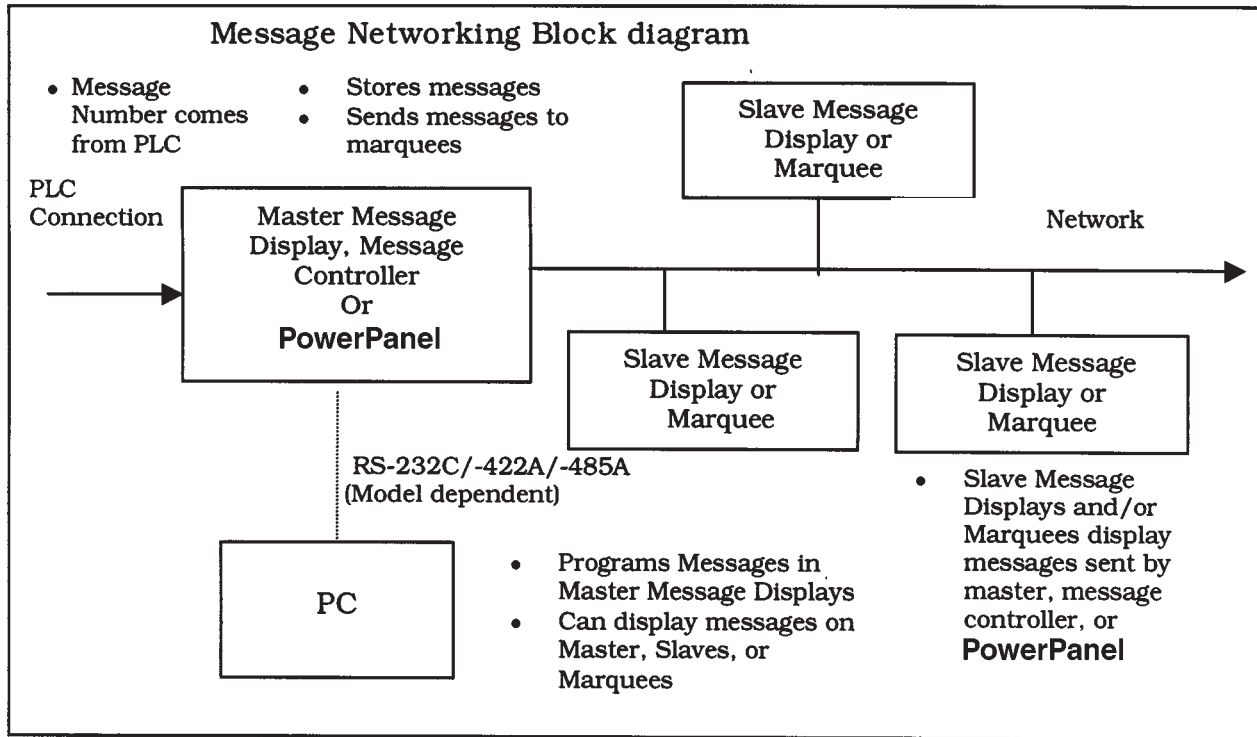 Message Networking Block diagram
• Message
Number comes
from PLC
• Stores messages
• Sends messages to
marquees
Slave Message
Display or
Marquee
PLC
Connection
Master Message
Display, Message
Controller
Or
PowerPanel
Network
Slave Message
Display or
Marquee
Slave Message
Display or
Marquee
RS-232C/-422A/-485A
(Model dependent)
PC
• Programs Messages in
Master Message Displays
• Can display messages on
Master, Slaves, or
Marquees
• Slave Message
Displays and/or
Marquees display
messages sent by
master, message
controller, or
PowerPanel